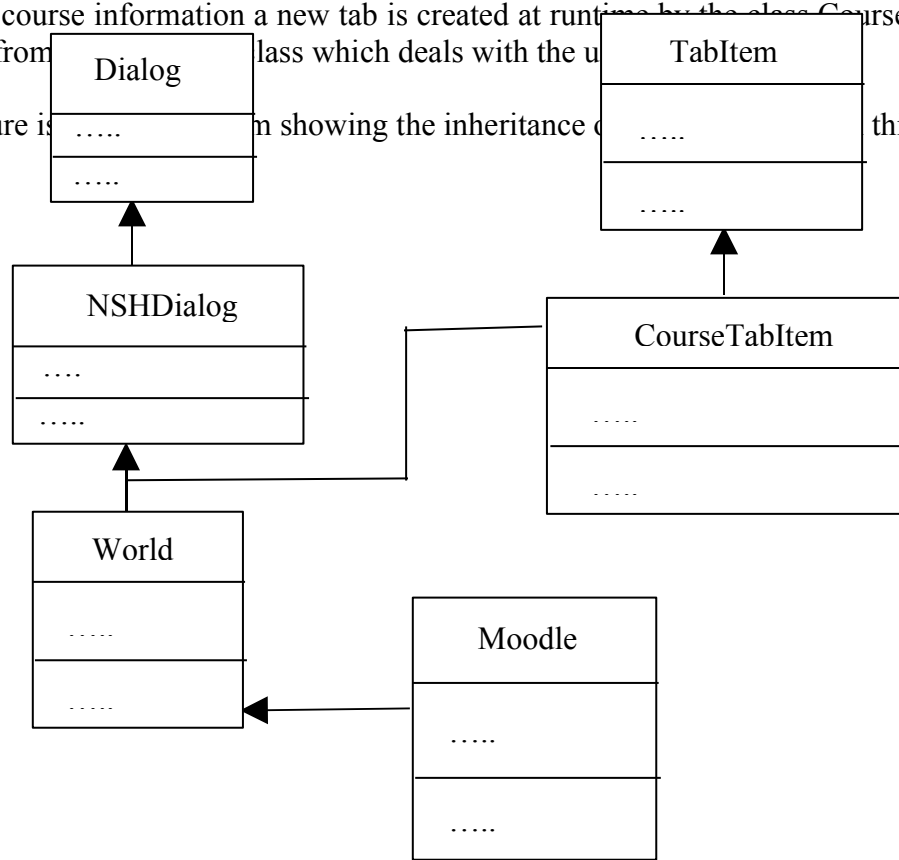 course information a new tab is created at runtime by the class Course
from lass which deals with the u
ure is m showing the inheritance th
Dialog
…..
…..
TabItem
…..
…..
NSHDialog
….
…..
CourseTabItem
…..
…..
World
…..
…..
Moodle
…..
…..